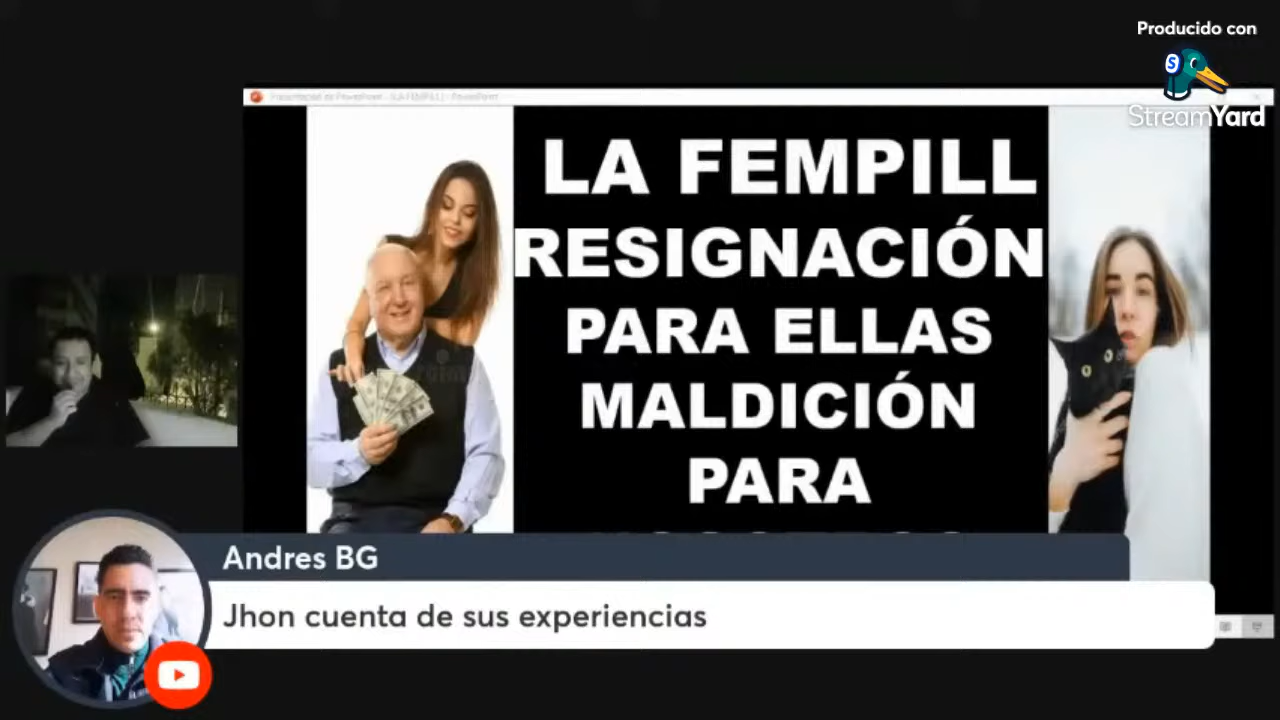 Producido con
StreamYard
LA FEMPILL
RESIGNACIÓN
PARA ELLAS
MALDICIÓN
PARA
Andres BG
Jhon cuenta de sus experiencias